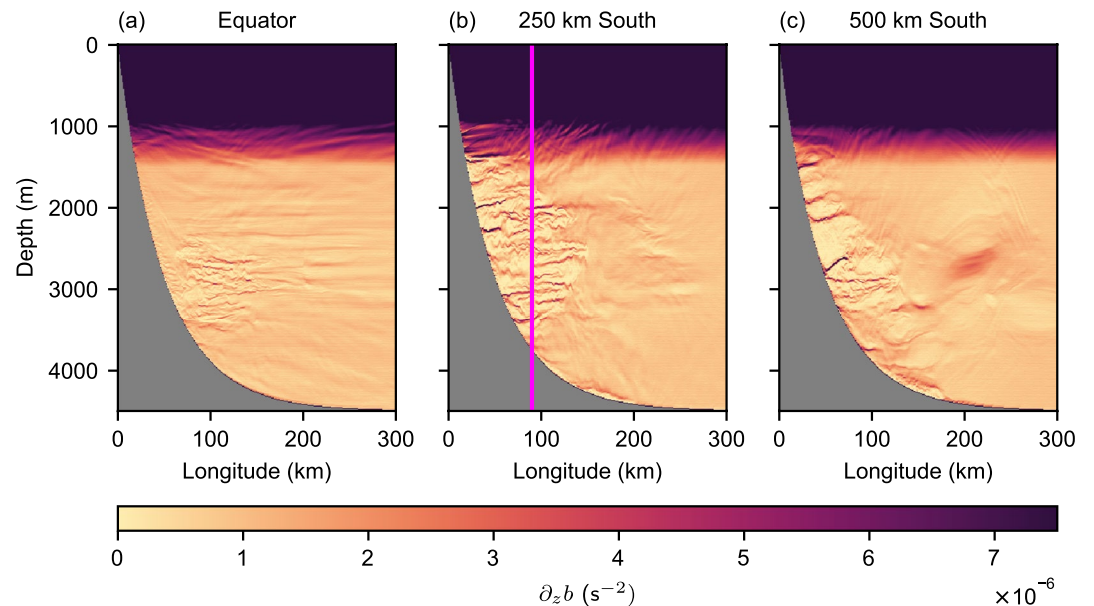 (a) Equator (b) 250 km South (c) 500 km South
0
1000
2000
3000
4000
Depth (m)
0 100 200 300 0 100 200 300 0 100 200 300
Longitude (km) Longitude (km) Longitude (km)
0 1 2 3 4 5 6 7
∂zb (s−2) ×10−6